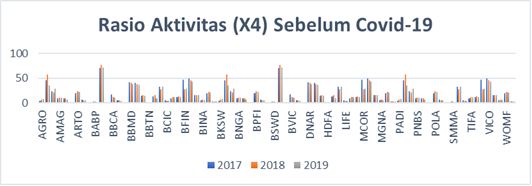 Rasio Aktivitas (X4) Sebelum Covid-19
100
50
0
AGRO
AMAG
ARTO
BABP
BBCA
BBMD
BBTN
BCIC
BFIN
BINA
BKSW
BNGA
BPFI
BSWD
BVIC
DNAR
HDFA
LIFE
MCOR
MGNA
PADI
PNBS
POLA
SMMA
TIFA
VICO
WOMF
2017 2018 2019